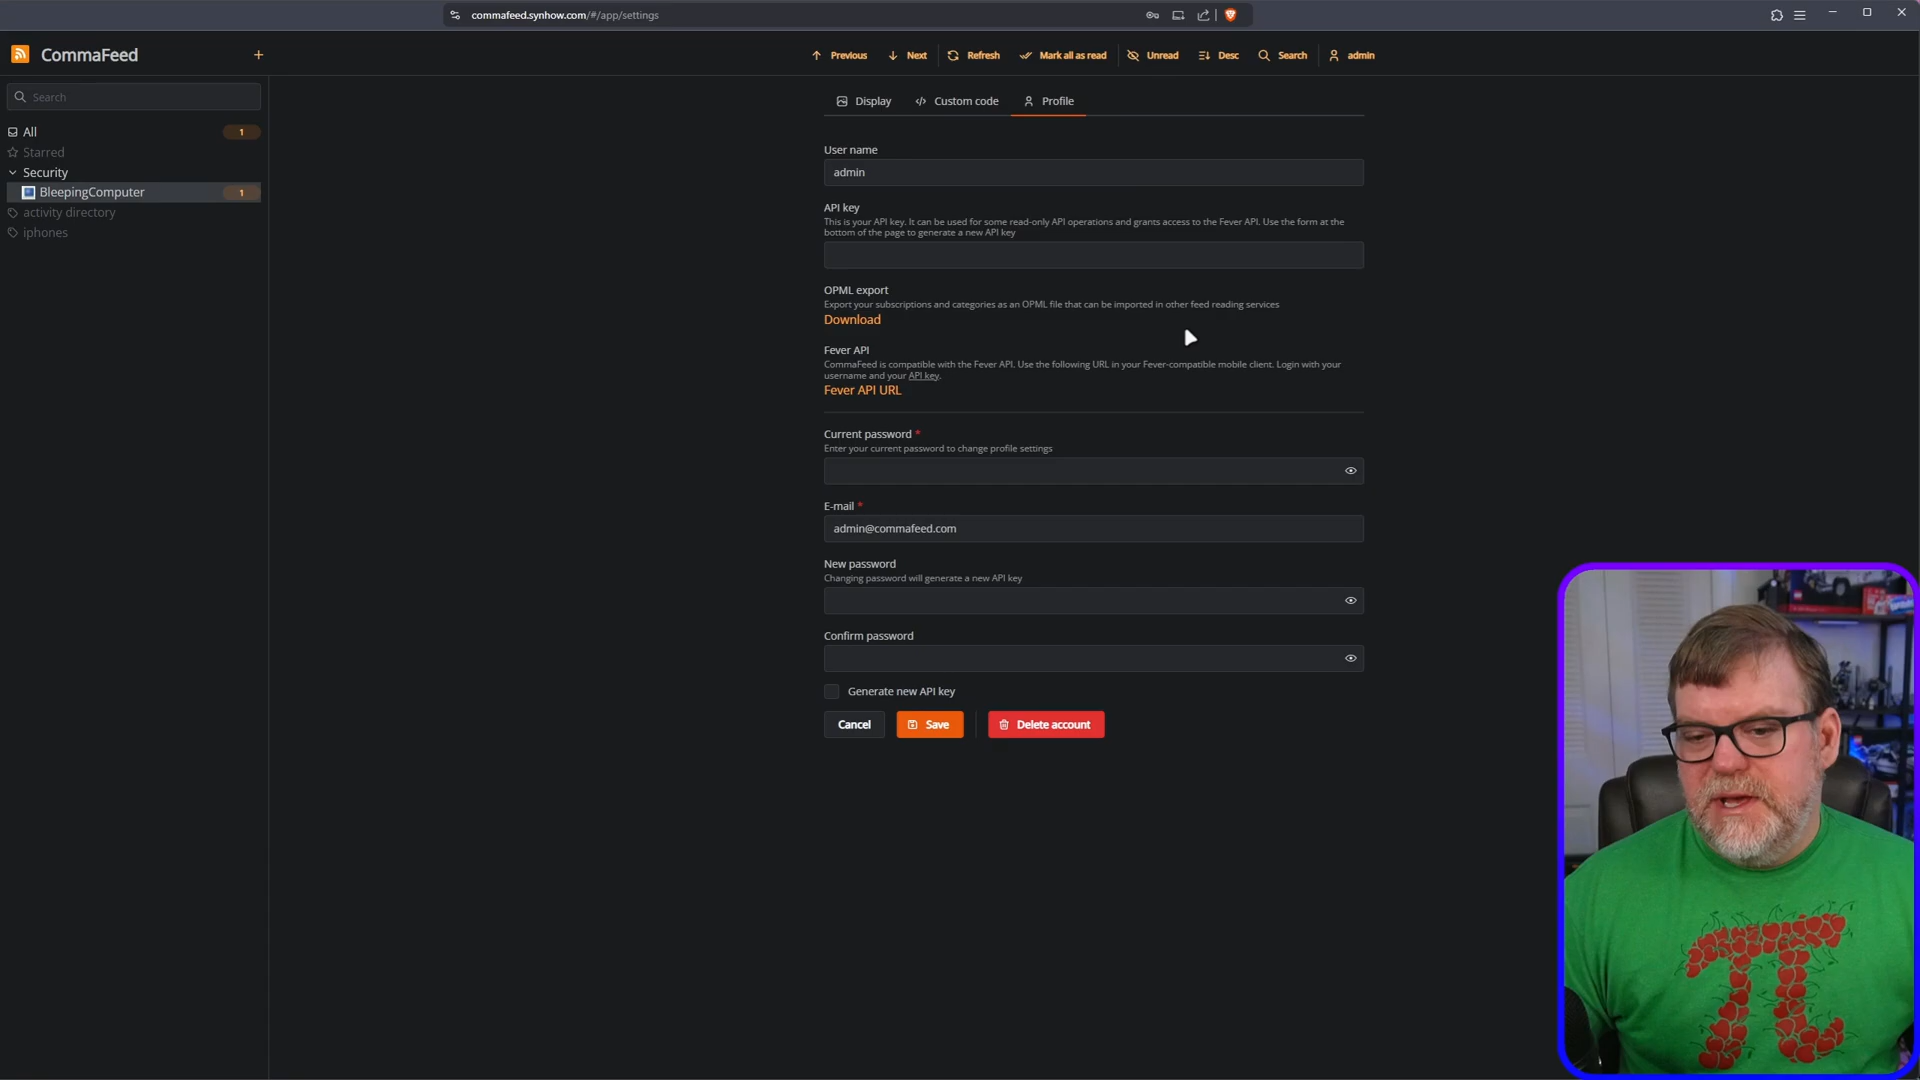 commafeed.synhow.com/#/app/settings
CommaFeed
Previous
Next
Refresh
Mark all as read
Unread
Desc
Search
admin
Search
All
1
Starred
Security
BleepingComputer
1
activity directory
iphones
Display
Custom code
Profile
User name
admin
API key
This is your API key. It can be used for some read-only API operations and grants access to the Fever API. Use the form at the
bottom of the page to generate a new API key
OPML export
Export your subscriptions and categories as an OPML file that can be imported in other feed reading services
Download
Fever API
CommaFeed is compatible with the Fever API. Use the following URL in your Fever-compatible mobile client. Login with your
username and your API key.
Fever API URL
Current password *
Enter your current password to change profile settings
E-mail *
admin@commafeed.com
New password
Changing password will generate a new API key
Confirm password
Generate new API key
Cancel
Save
Delete account